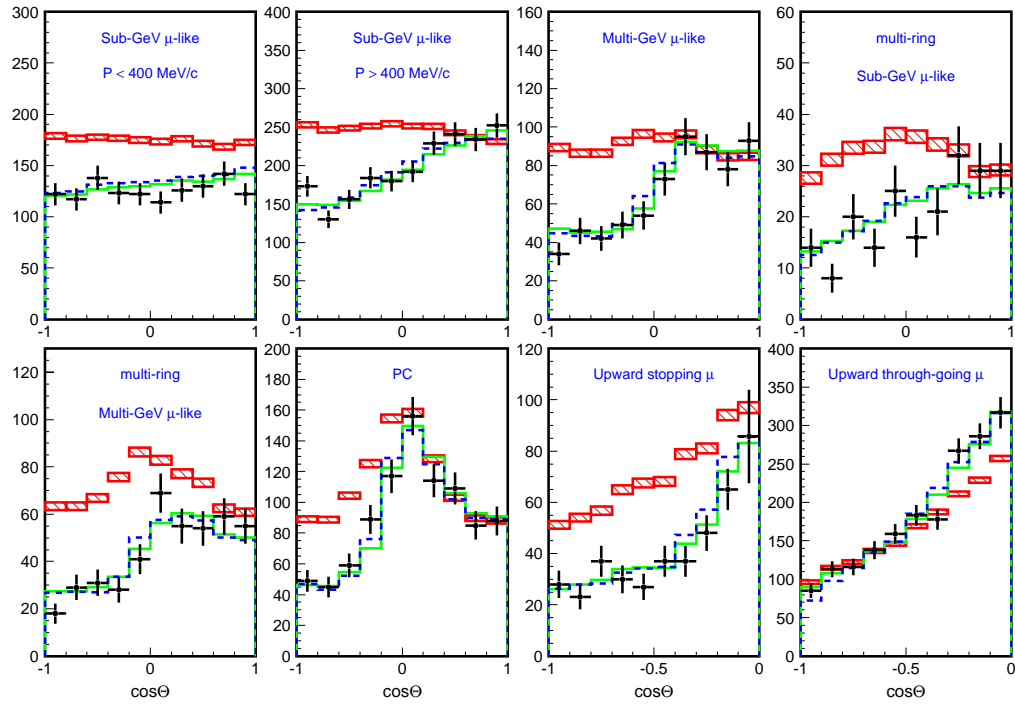 300
250
200
150
100
50
0
-1 0 1
Sub-GeV μ-like
P < 400 MeV/c
400
350
300
250
200
150
100
50
0
-1 0 1
Sub-GeV μ-like
P > 400 MeV/c
160
140
120
100
80
60
40
20
0
-1 0 1
Multi-GeV μ-like
60
50
40
30
20
10
0
-1 0 1
multi-ring
Sub-GeV μ-like
120
100
80
60
40
20
0
-1 0 1
cosΘ
multi-ring
Multi-GeV μ-like
200
180
160
140
120
100
80
60
40
20
0
-1 0 1
cosΘ
PC
120
100
80
60
40
20
0
-1 -0.5 0
cosΘ
Upward stopping μ
400
350
300
250
200
150
100
50
0
-1 -0.5 0
cosΘ
Upward through-going μ